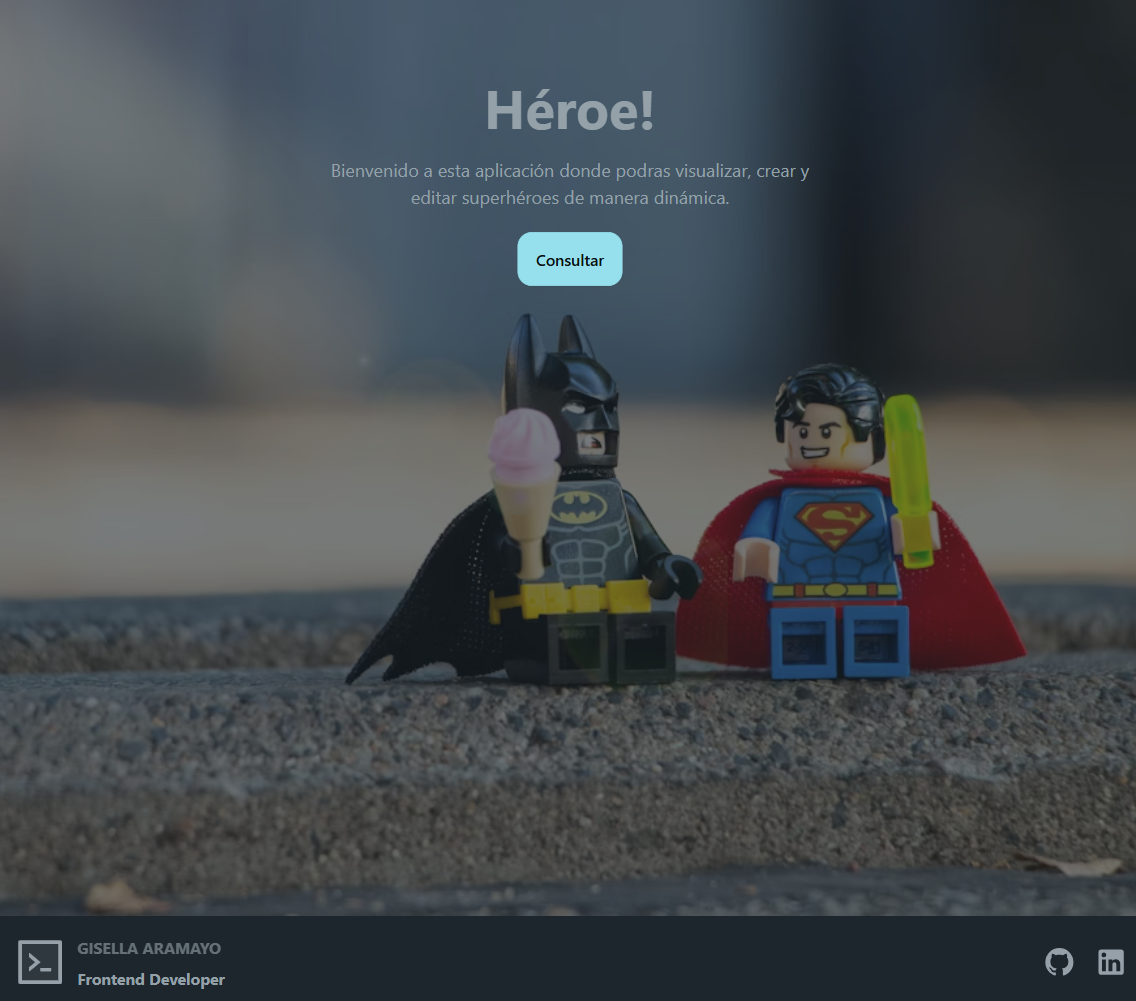 Héroe!
Bienvenido a esta aplicación donde podras visualizar, crear y
editar superhéroes de manera dinámica.
Consultar
GISELLA ARAMAYO
Frontend Developer